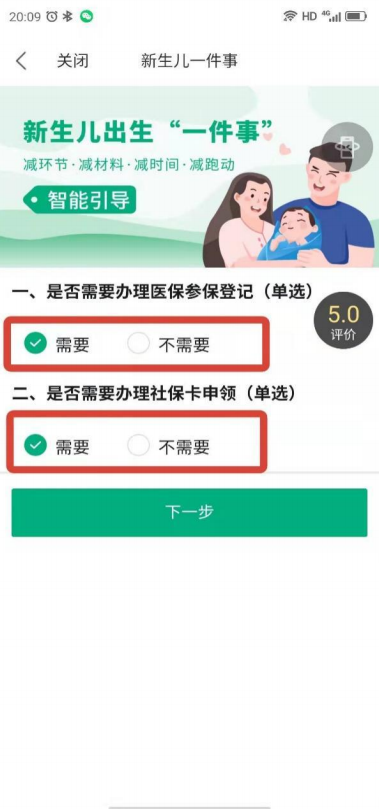 20:09 HD 4G
关闭 新生儿一件事
新生儿出生“一件事”
减环节·减材料·减时间·减跑动
智能引导
一、是否需要办理医保参保登记（单选）
5.0
评价
需要 不需要
二、是否需要办理社保卡申领（单选）
需要 不需要
下一步